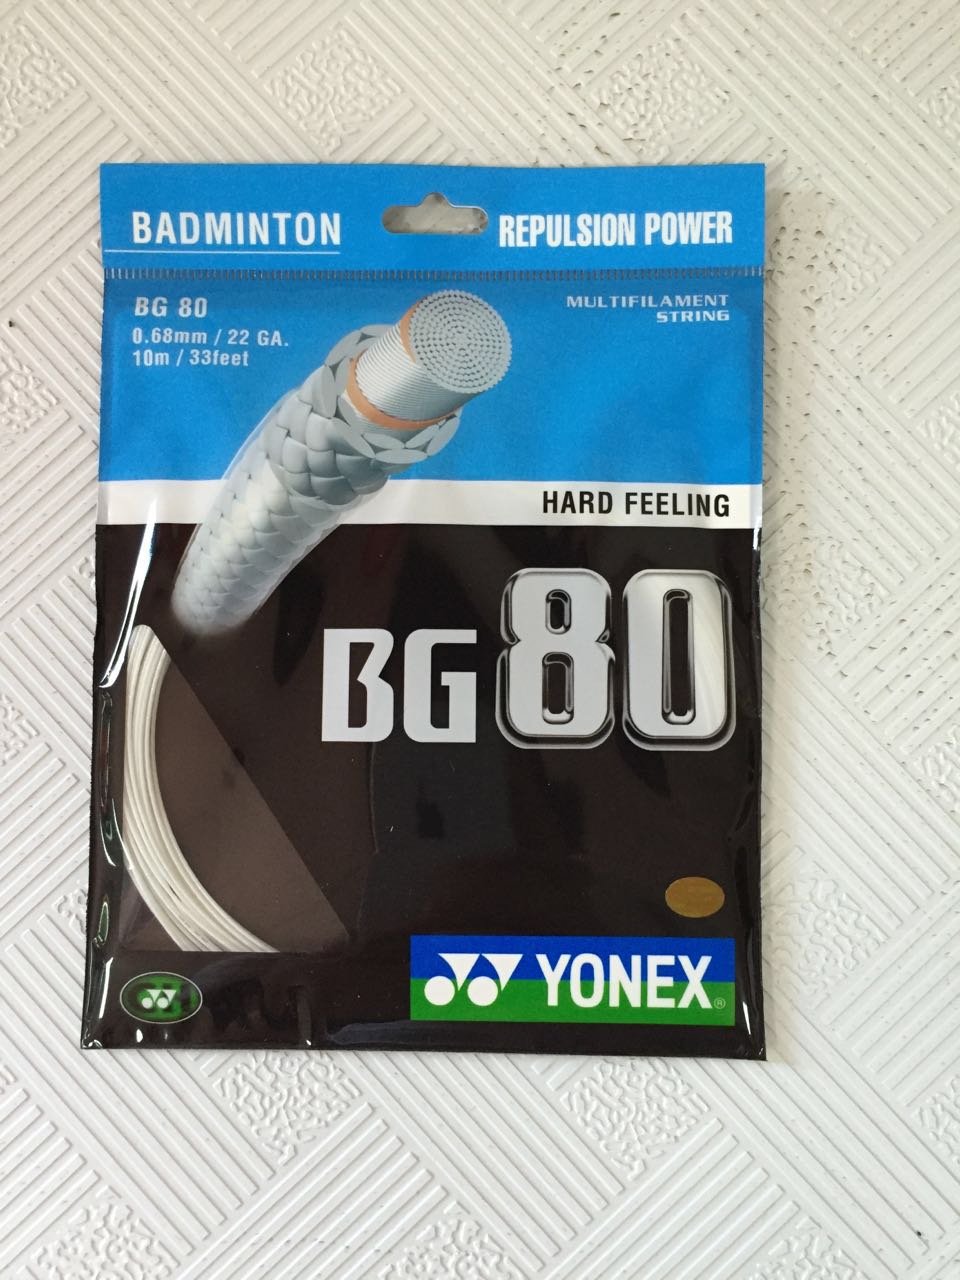 BADMINTON
REPULSION POWER
BG 80
0.68mm / 22 GA.
10m / 33feet
MULTIFILAMENT
STRING
HARD FEELING
BG 80
YONEX®